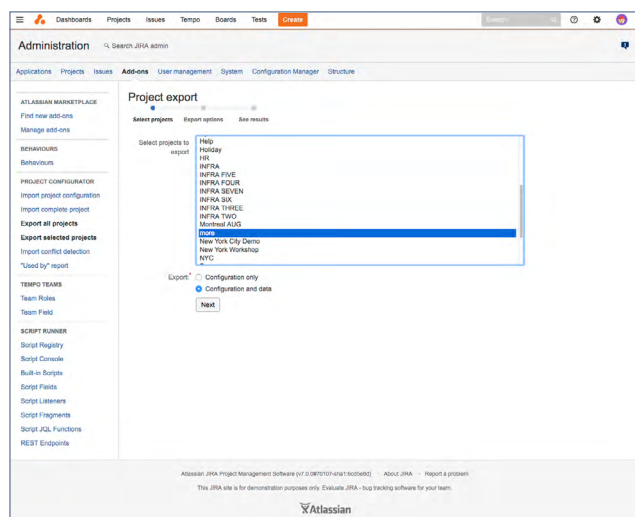 Dashboards Projects Issues Tempo Boards Tests Create
Search
Administration Search JIRA admin
Applications Projects Issues Add-ons User management System Configuration Manager Structure
ATLASSIAN MARKETPLACE
Find new add-ons
Manage add-ons
BEHAVIOURS
Behaviours
PROJECT CONFIGURATOR
Import project configuration
Import complete project
Export all projects
Export selected projects
Import conflict detection
"Used by" report
TEMPO TEAMS
Team Roles
Team Field
SCRIPT RUNNER
Script Registry
Script Console
Built-in Scripts
Script Fields
Script Listeners
Script Fragments
Script JQL Functions
REST Endpoints
Project export
Select projects Export options See results
Select projects to
export
Help
Holiday
HR
INFRA
INFRA FIVE
INFRA FOUR
INFRA SEVEN
INFRA SIX
INFRA THREE
INFRA TWO
Montreal AUG
more
New York City Demo
New York Workshop
NYC
Export:* Configuration only
Configuration and data
Next
Atlassian JIRA Project Management Software · About JIRA · Report a problem
This JIRA site is for demonstration purposes only. Evaluate JIRA - bug tracking software for your team.
Atlassian